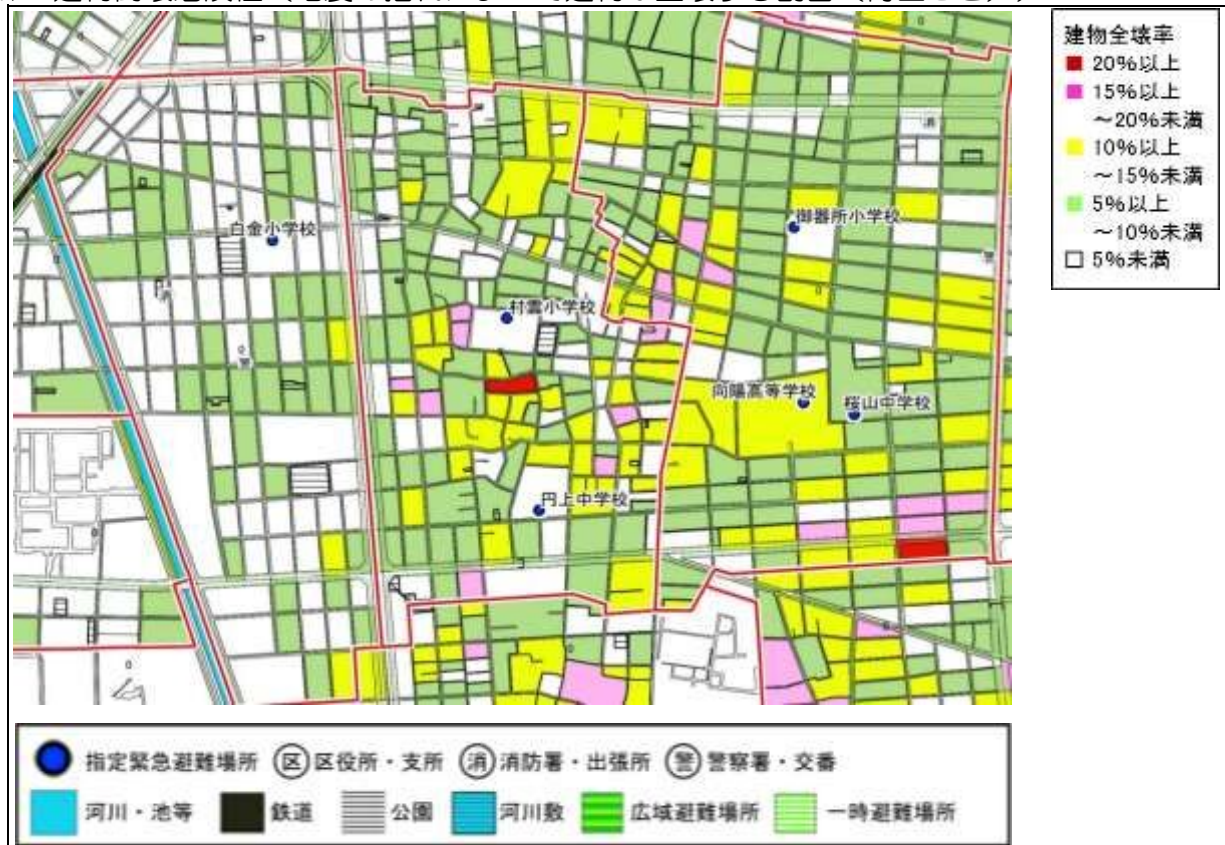 建物全壊率
20%以上
15%以上
～20%未満
10%以上
～15%未満
5%以上
～10%未満
5%未満
御器所小学校
白金小学校
村雲小学校
向陽高等学校
桜山中学校
円上中学校
指定緊急避難場所 区 区役所・支所 消 消防署・出張所 警 警察署・交番
河川・池等 鉄道 公園 河川敷 広域避難場所 一時避難場所